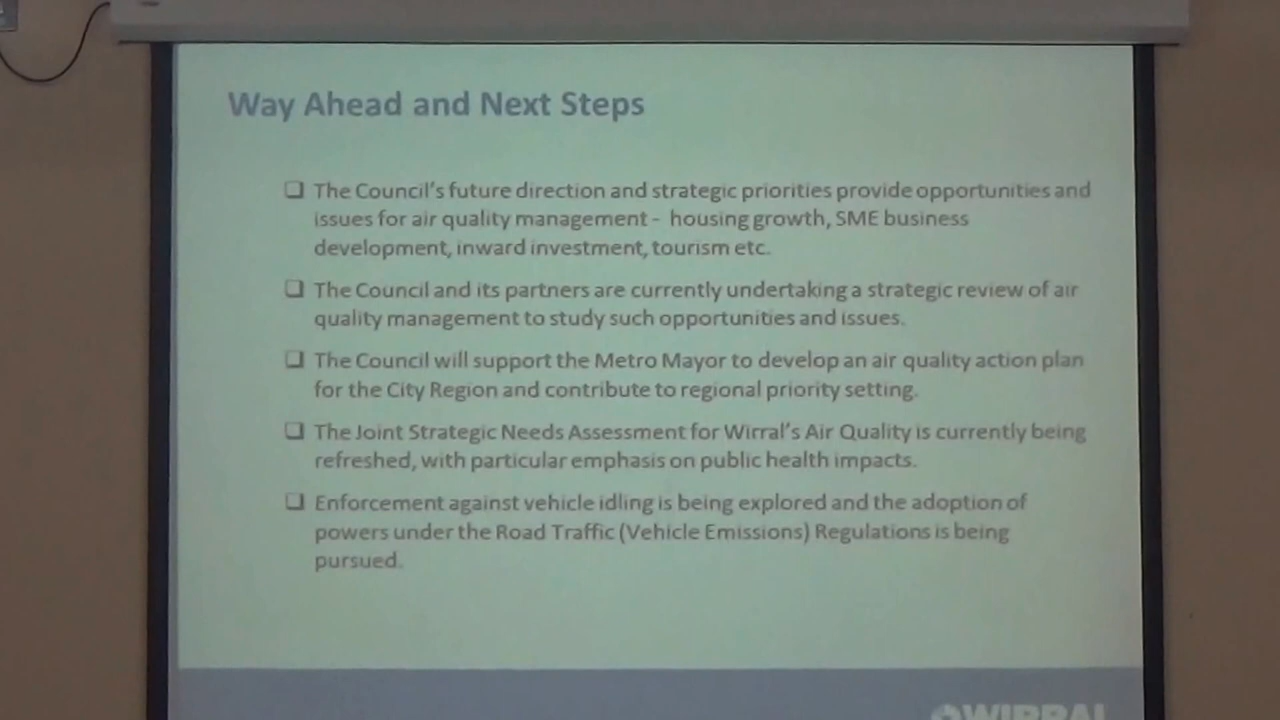 Way Ahead and Next Steps
❑ The Council's future direction and strategic priorities provide opportunities and
issues for air quality management - housing growth, SME business
development, inward investment, tourism etc.
❑ The Council and its partners are currently undertaking a strategic review of air
quality management to study such opportunities and issues.
❑ The Council will support the Metro Mayor to develop an air quality action plan
for the City Region and contribute to regional priority setting.
❑ The Joint Strategic Needs Assessment for Wirral's Air Quality is currently being
refreshed, with particular emphasis on public health impacts.
❑ Enforcement against vehicle idling is being explored and the adoption of
powers under the Road Traffic (Vehicle Emissions) Regulations is being
pursued.
WIRRAL